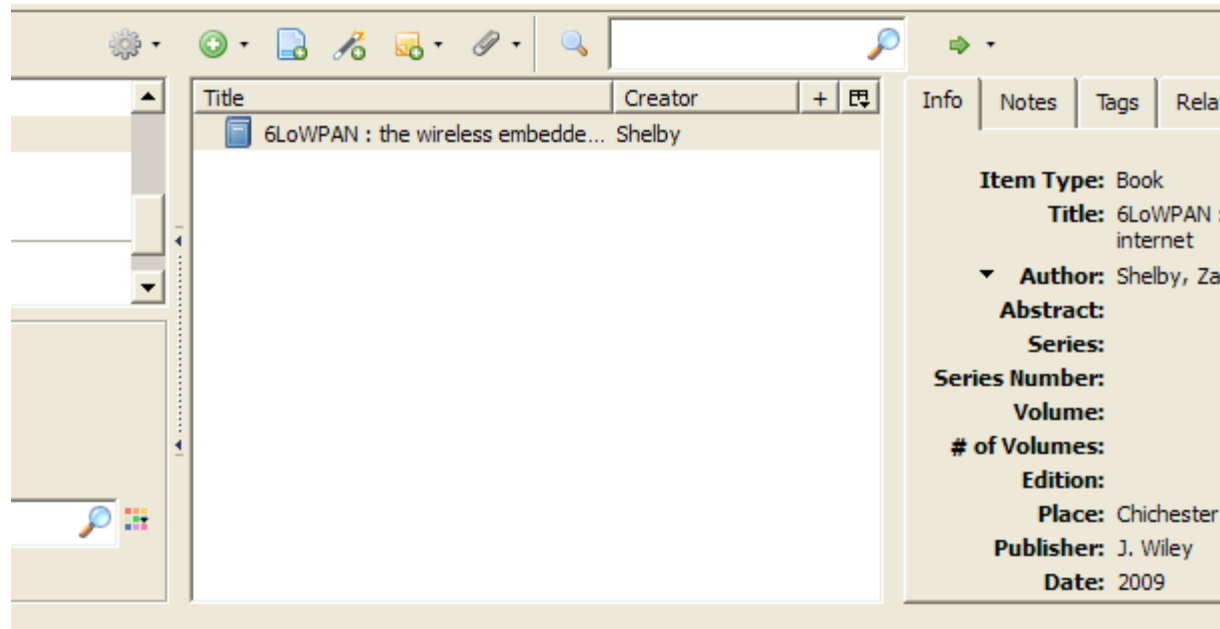 Title Creator +
6LoWPAN : the wireless embedde... Shelby
Info Notes Tags Rela
Item Type: Book
Title: 6LoWPAN :
internet
Author: Shelby, Za
Abstract:
Series:
Series Number:
Volume:
# of Volumes:
Edition:
Place: Chichester
Publisher: J. Wiley
Date: 2009